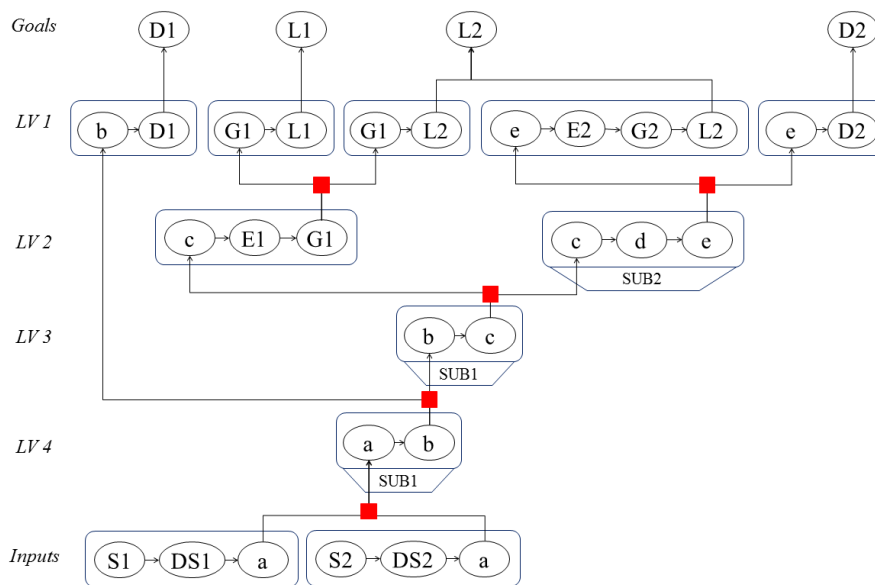 Goals D1 L1 L2 D2
LV 1 b D1 G1 L1 G1 L2 e E2 G2 L2 e D2
LV 2 c E1 G1 c d e
SUB2
LV 3 b c
SUB1
LV 4 a b
SUB1
Inputs S1 DS1 a S2 DS2 a